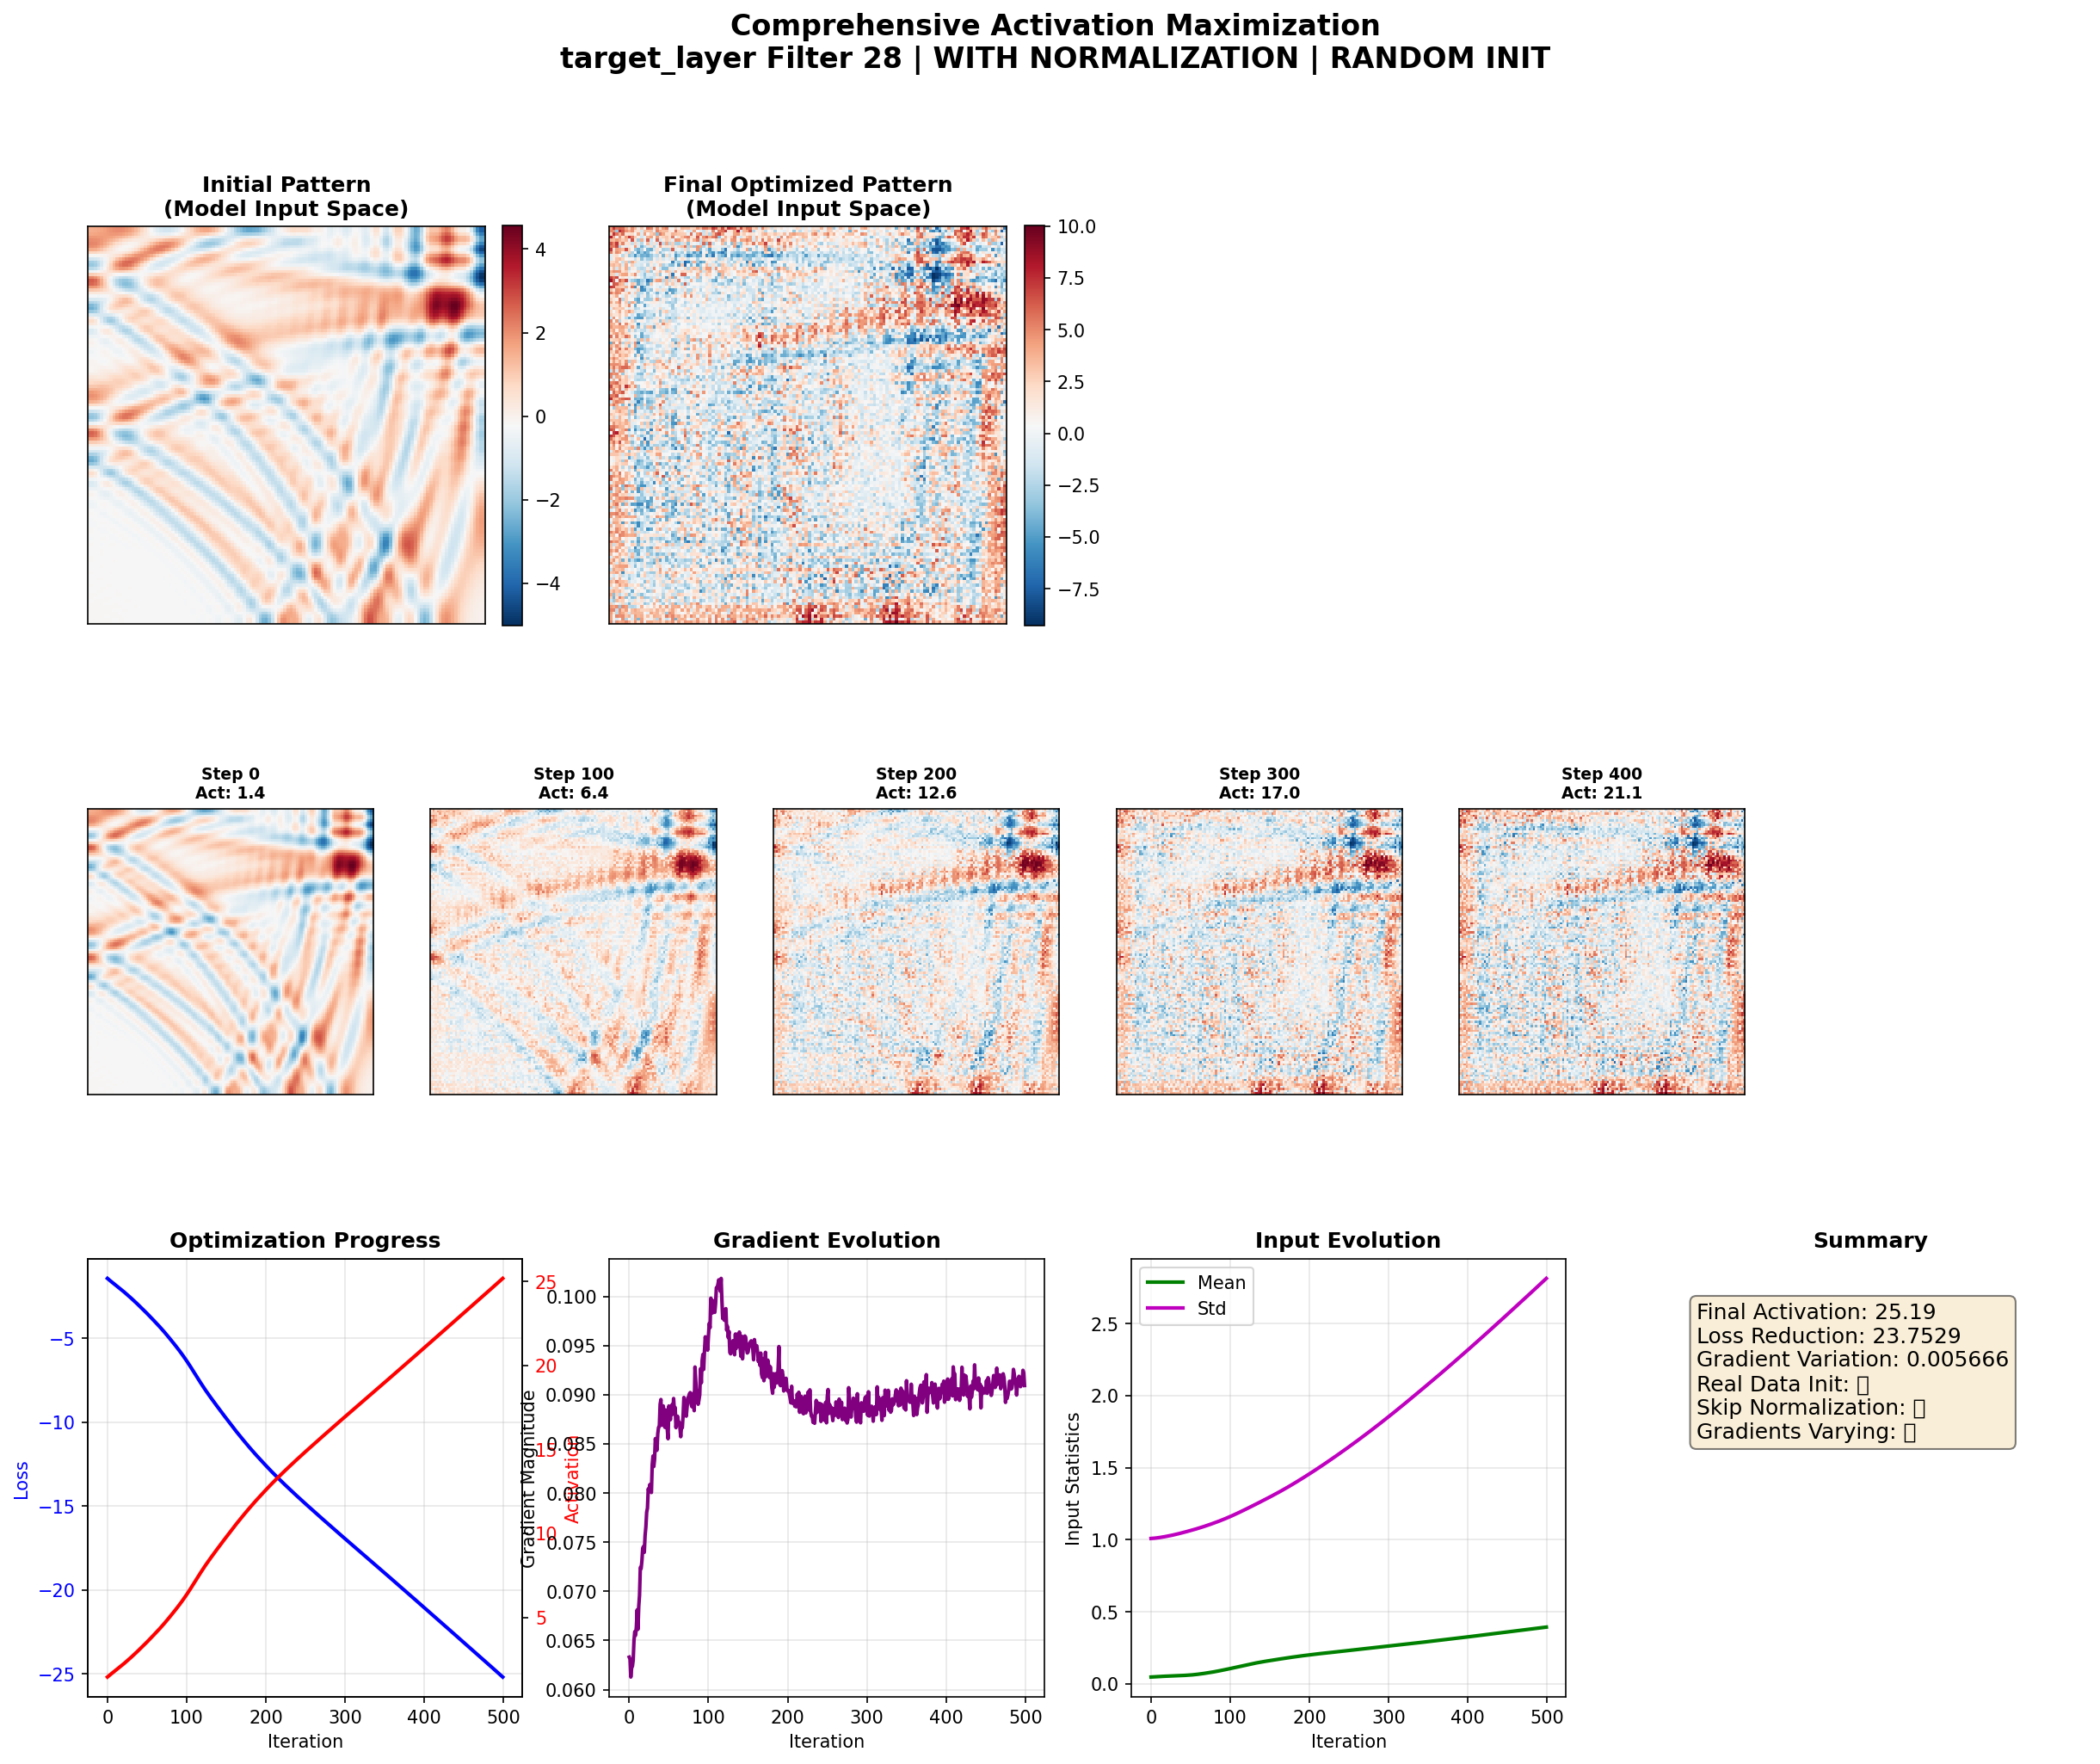 Comprehensive Activation Maximization
target_layer Filter 28 | WITH NORMALIZATION | RANDOM INIT
Initial Pattern
(Model Input Space)
4
2
0
−2
−4
Final Optimized Pattern
(Model Input Space)
10.0
7.5
5.0
2.5
0.0
−2.5
−5.0
−7.5
Step 0
Act: 1.4
Step 100
Act: 6.4
Step 200
Act: 12.6
Step 300
Act: 17.0
Step 400
Act: 21.1
Optimization Progress
Loss
−5
−10
−15
−20
−25
25
20
15
10
5
Activation
0 100 200 300 400 500
Iteration
Gradient Evolution
Gradient Magnitude
0.100
0.095
0.090
0.085
0.080
0.075
0.070
0.065
0.060
0 100 200 300 400 500
Iteration
Input Evolution
Mean
Std
Input Statistics
2.5
2.0
1.5
1.0
0.5
0.0
0 100 200 300 400 500
Iteration
Summary
Final Activation: 25.19
Loss Reduction: 23.7529
Gradient Variation: 0.005666
Real Data Init:
Skip Normalization:
Gradients Varying: